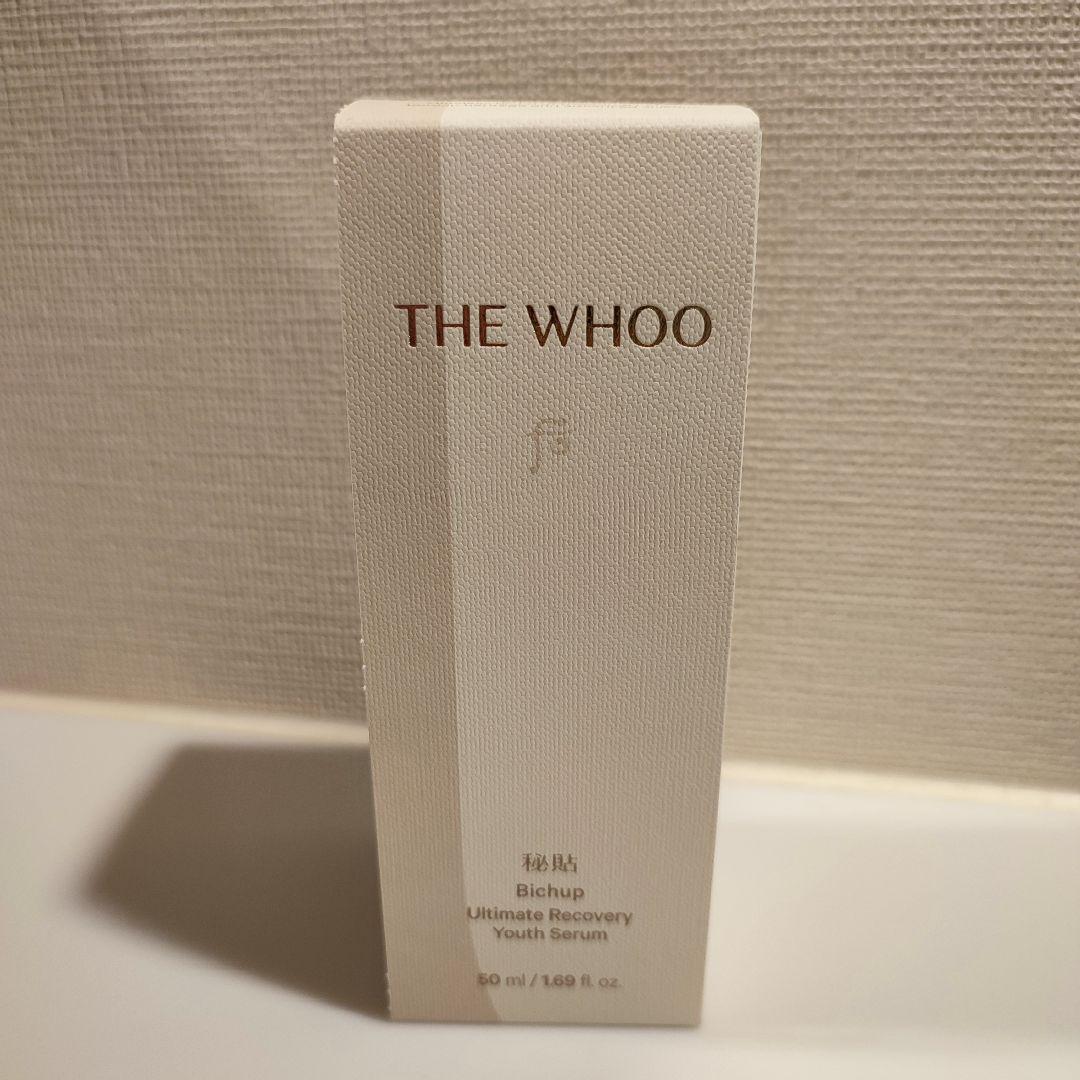 THE WHOO
秘貼
Bichup
Ultimate Recovery
Youth Serum
50 ml / 1.69 fl. oz.